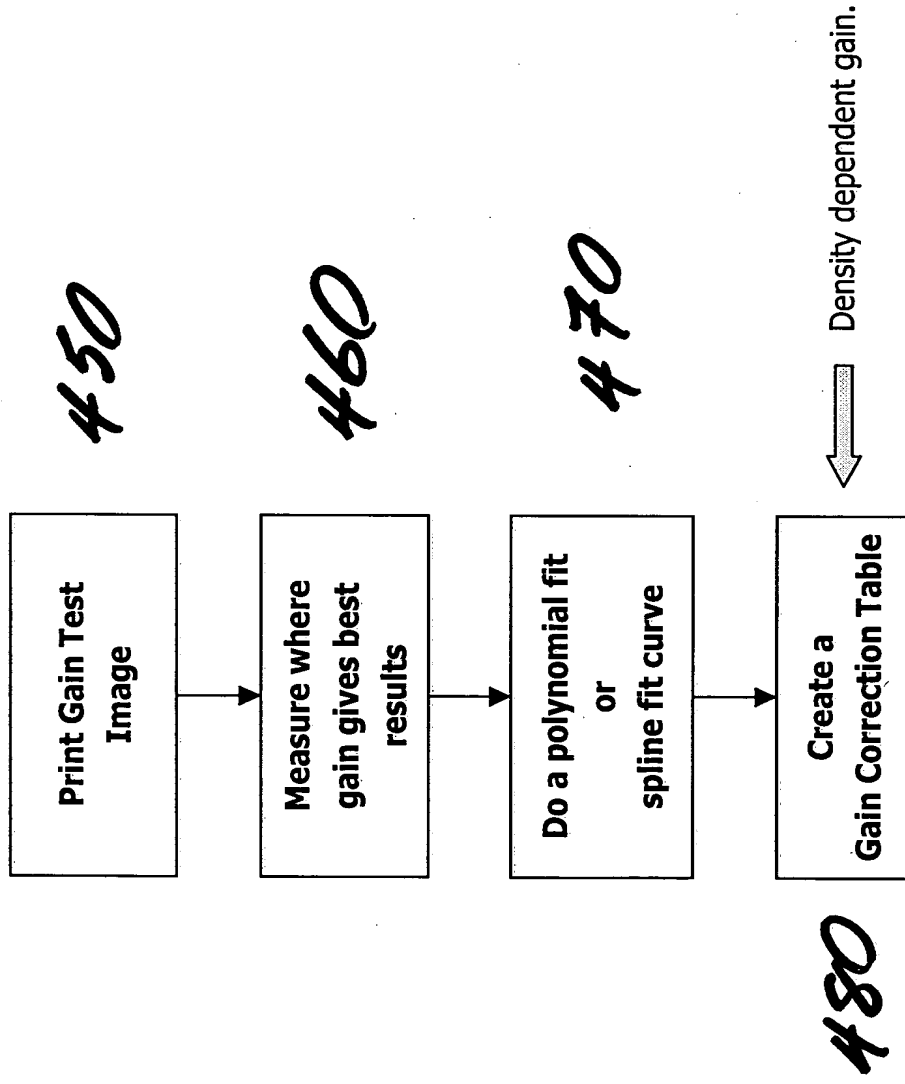 Print Gain Test
Image
450
Measure where
gain gives best
results
460
Do a polynomial fit
or
spline fit curve
470
Create a
Gain Correction Table
480
Density dependent gain.